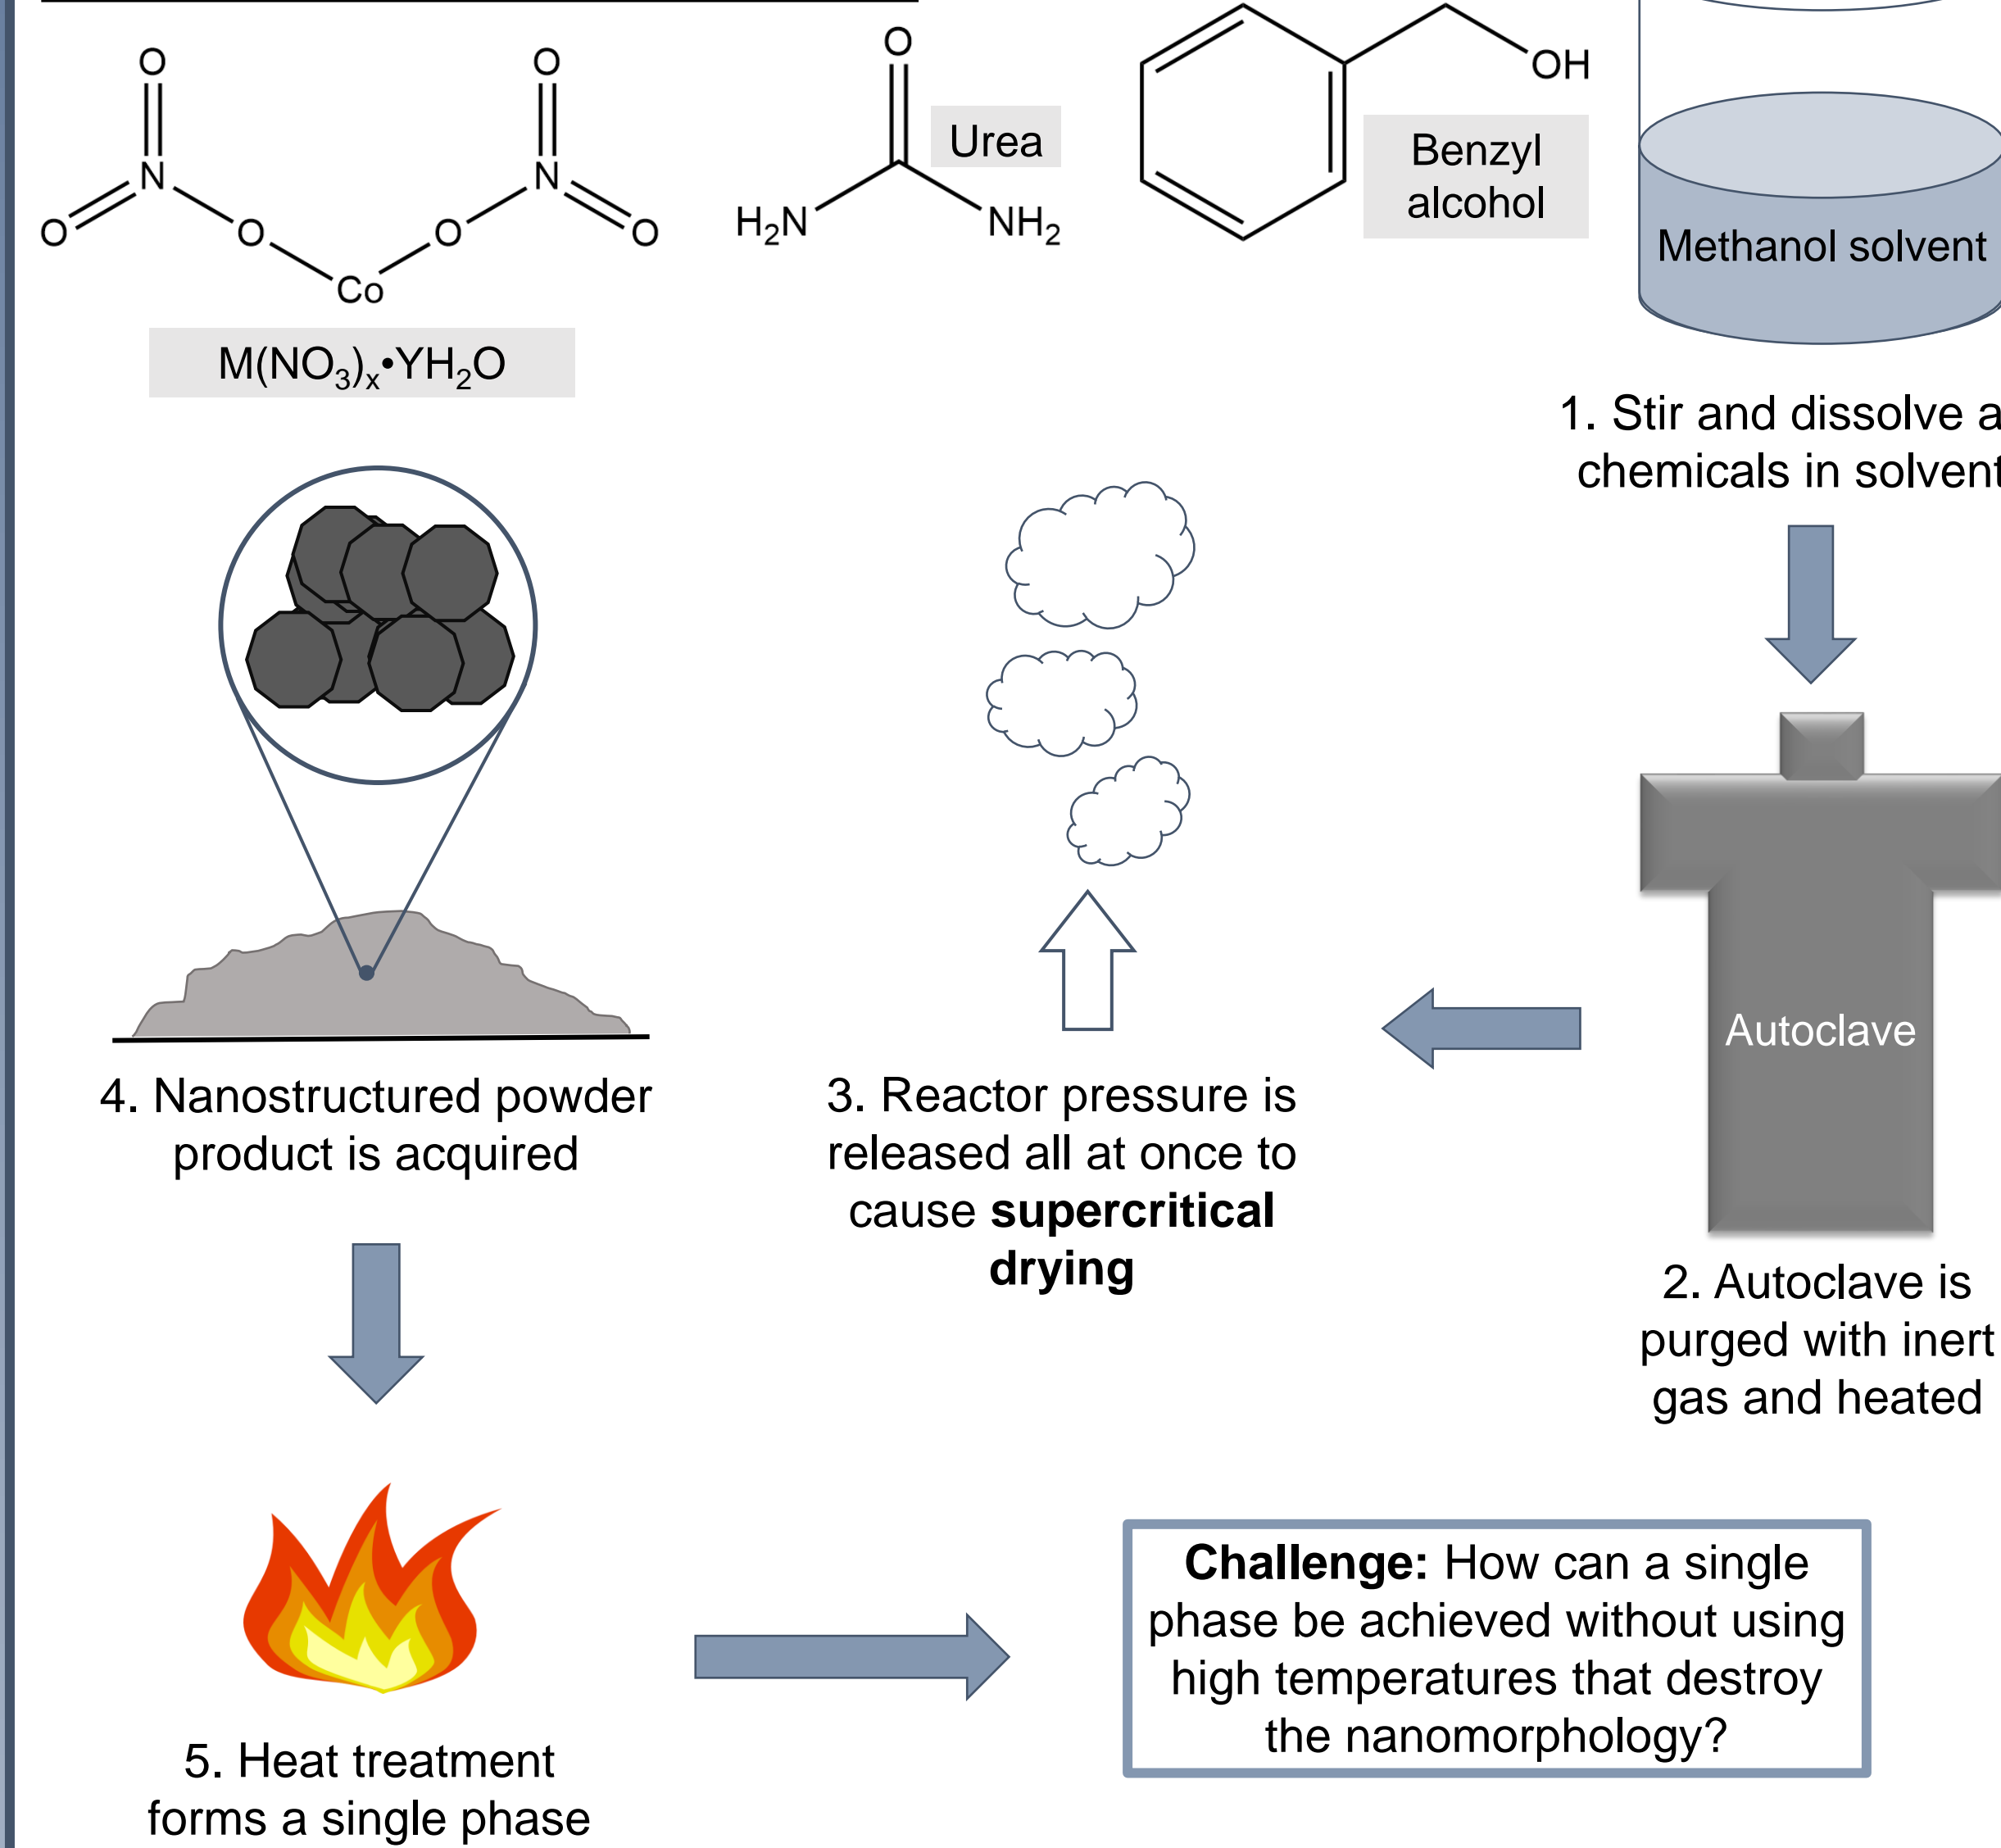 O
O
N
N
O
O
O
O
Co
M(NO₃)ₓ•YH₂O
O
Urea
H₂N
NH₂
OH
Benzyl
alcohol
Methanol solvent
1. Stir and dissolve
chemicals in solvent
Autoclave
2. Autoclave is
purged with inert
gas and heated
3. Reactor pressure is
released all at once to
cause supercritical
drying
4. Nanostructured powder
product is acquired
5. Heat treatment
forms a single phase
Challenge: How can a single
phase be achieved without using
high temperatures that destroy
the nanomorphology?